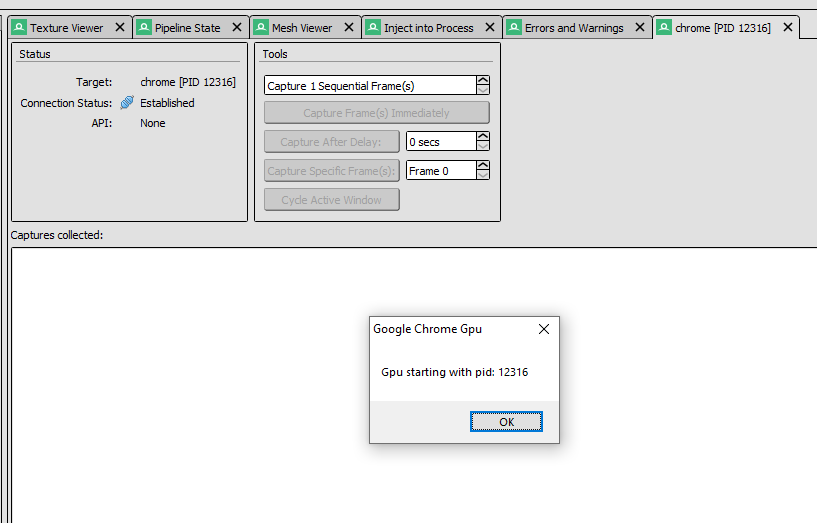 Texture Viewer
Pipeline State
Mesh Viewer
Inject into Process
Errors and Warnings
chrome [PID 12316]
Status
Target: chrome [PID 12316]
Connection Status: Established
API: None
Tools
Capture 1 Sequential Frame(s)
Capture Frame(s) Immediately
Capture After Delay: 0 secs
Capture Specific Frame(s): Frame 0
Cycle Active Window
Captures collected:
Google Chrome Gpu
Gpu starting with pid: 12316
OK